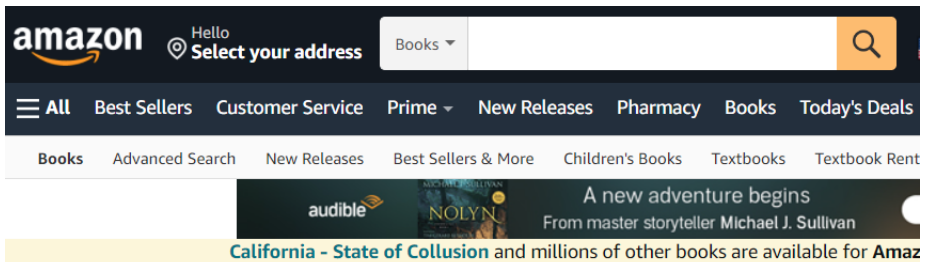 amazon
Hello
Select your address
Books
All Best Sellers Customer Service Prime New Releases Pharmacy Books Today's Deals
Books Advanced Search New Releases Best Sellers & More Children's Books Textbooks Textbook Rent
audible
MICHAEL J. SULLIVAN
NOLYN
A new adventure begins
From master storyteller Michael J. Sullivan
California - State of Collusion and millions of other books are available for Amaz